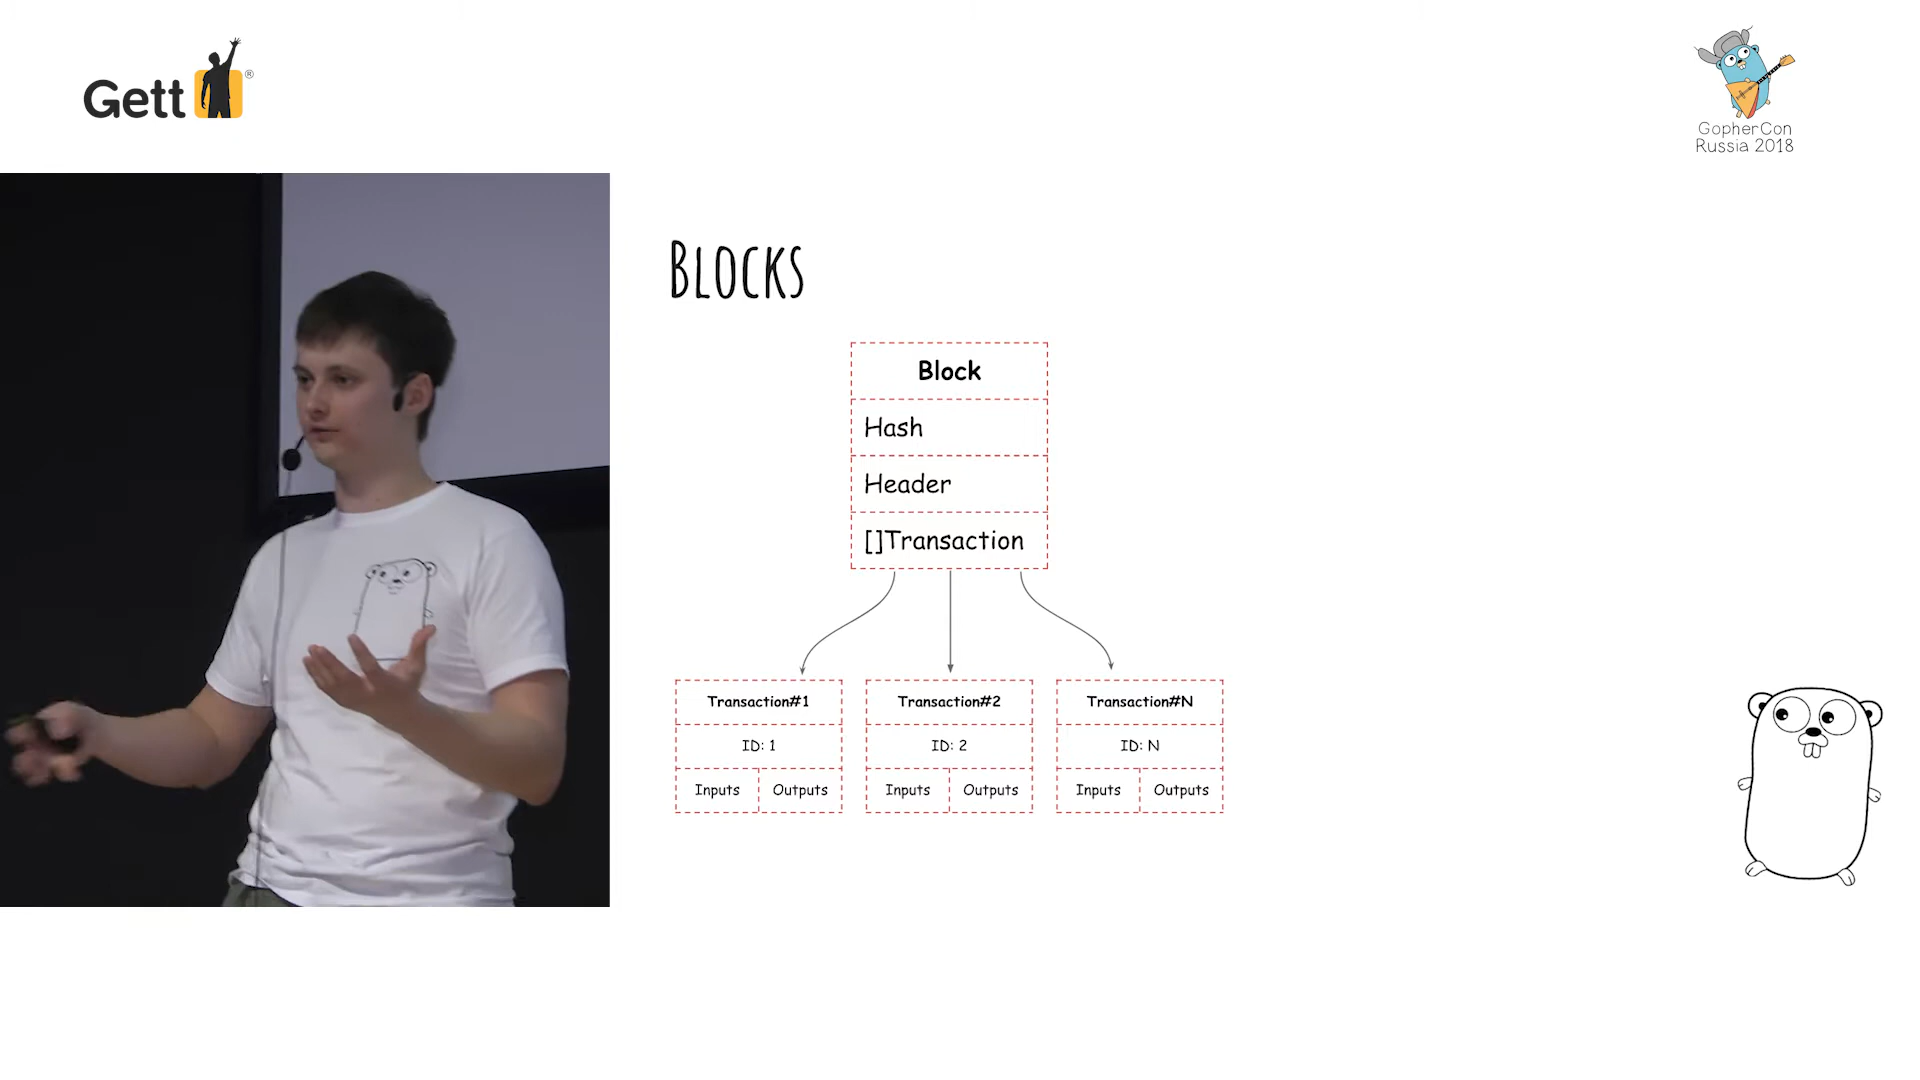 Gett®
GopherCon
Russia 2018
Blocks
Block
Hash
Header
[]Transaction
Transaction#1
ID: 1
Inputs Outputs
Transaction#2
ID: 2
Inputs Outputs
Transaction#N
ID: N
Inputs Outputs